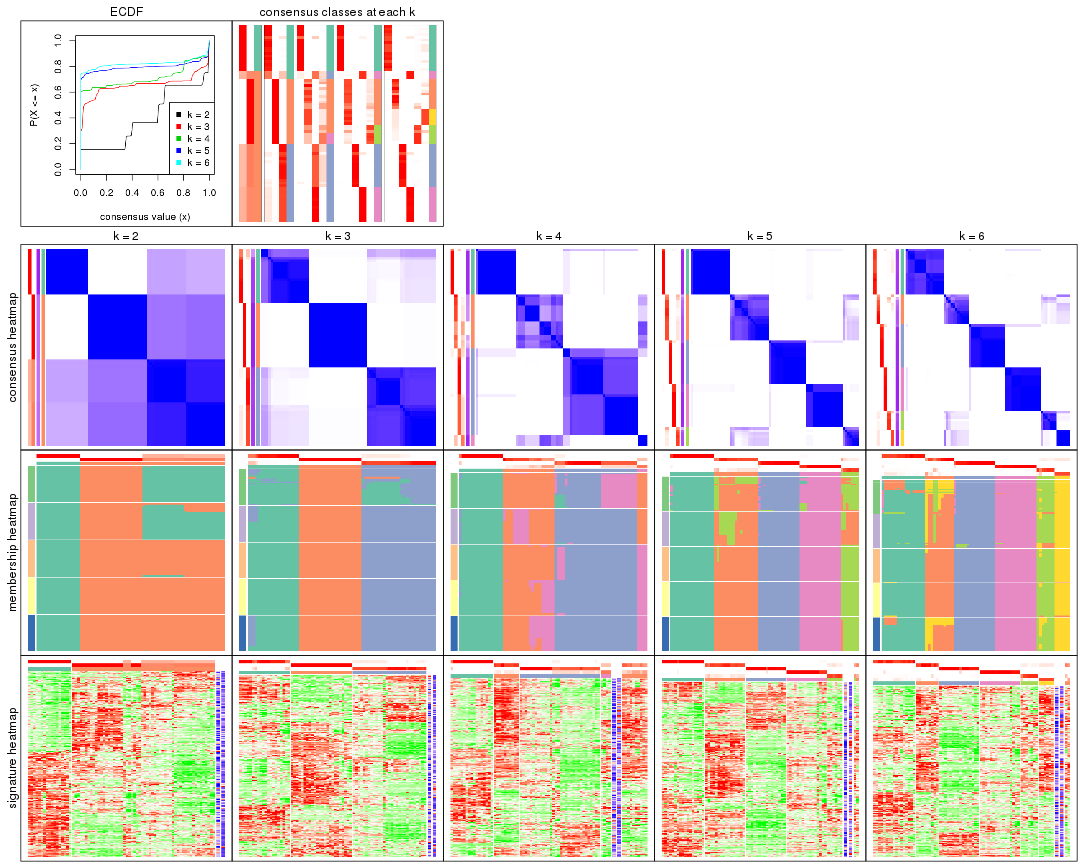 ECDF
consensus classes at each k
P(X <= x)
0.0 0.2 0.4 0.6 0.8 1.0
k = 2
k = 3
k = 4
k = 5
k = 6
0.0 0.2 0.4 0.6 0.8 1.0
consensus value (x)
k = 2
k = 3
k = 4
k = 5
k = 6
consensus heatmap
membership heatmap
signature heatmap